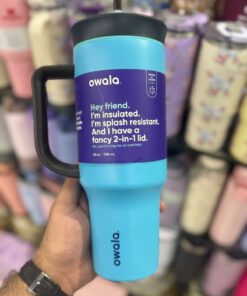 owala
Hey friend.
I'm insulated.
I'm splash resistant.
And I have a
fancy 2-in-1 lid.
owala